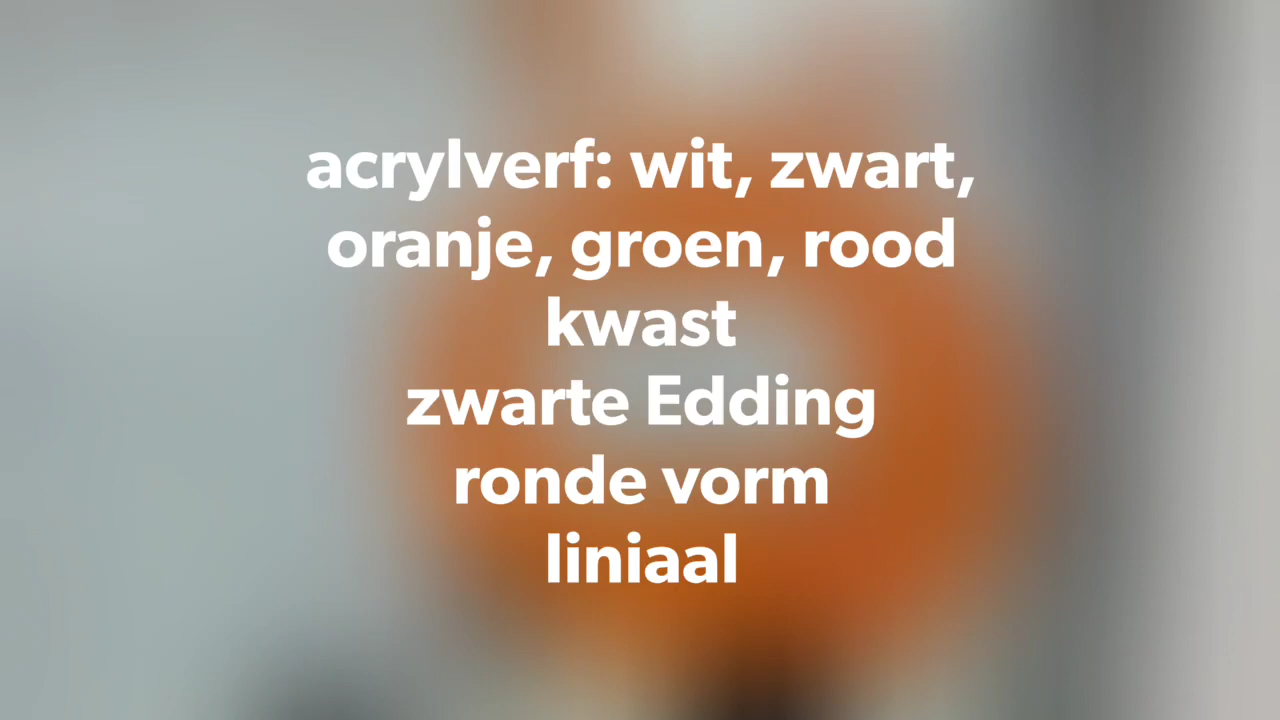 acrylverf: wit, zwart,
oranje, groen, rood
kwast
zwarte Edding
ronde vorm
liniaal